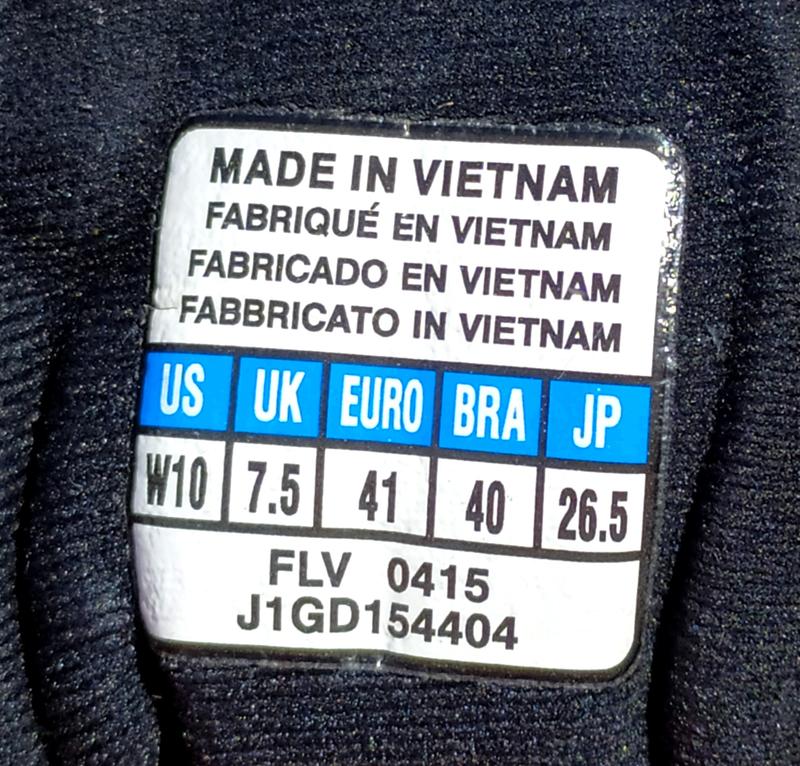 MADE IN VIETNAM
FABRIQUÉ EN VIETNAM
FABRICADO EN VIETNAM
FABBRICATO IN VIETNAM
US UK EURO BRA JP
W10 7.5 41 40 26.5
FLV 0415
J1GD154404